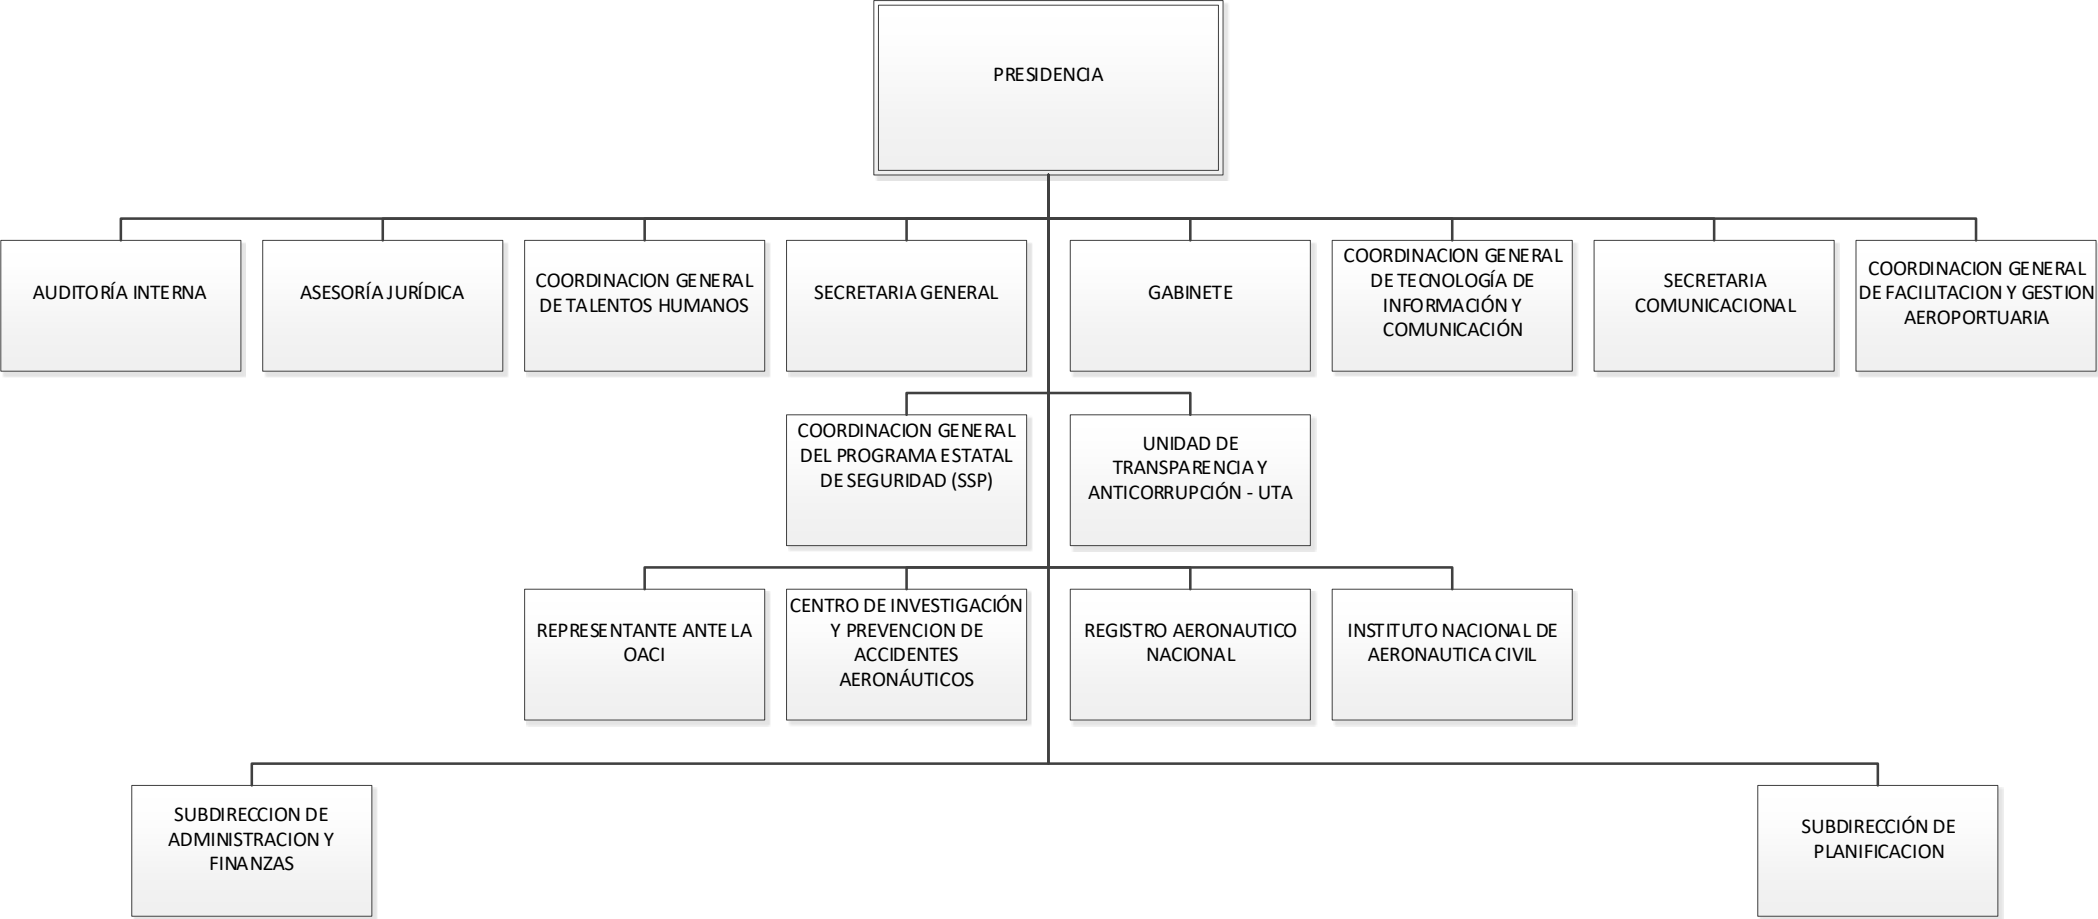 PRESIDENCIA
AUDITORÍA INTERNA
ASESORÍA JURÍDICA
COORDINACION GENERAL
DE TALENTOS HUMANOS
SECRETARIA GENERAL
GABINETE
COORDINACION GENERAL
DE TECNOLOGÍA DE
INFORMACIÓN Y
COMUNICACIÓN
SECRETARIA
COMUNICACIONAL
COORDINACION GENERAL
DE FACILITACION Y GESTION
AEROPORTUARIA
COORDINACION GENERAL
DEL PROGRAMA ESTATAL
DE SEGURIDAD (SSP)
UNIDAD DE
TRANSPARENCIA Y
ANTICORRUPCIÓN - UTA
REPRESENTANTE ANTE LA
OACI
CENTRO DE INVESTIGACIÓN
Y PREVENCION DE
ACCIDENTES
AERONÁUTICOS
REGISTRO AERONAUTICO
NACIONAL
INSTITUTO NACIONAL DE
AERONAUTICA CIVIL
SUBDIRECCION DE
ADMINISTRACION Y
FINANZAS
SUBDIRECCIÓN DE
PLANIFICACION